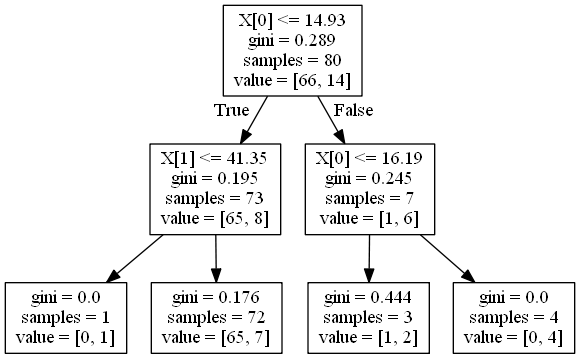 X[0] <= 14.93
gini = 0.289
samples = 80
value = [66, 14]
True
False
X[1] <= 41.35
gini = 0.195
samples = 73
value = [65, 8]
X[0] <= 16.19
gini = 0.245
samples = 7
value = [1, 6]
gini = 0.0
samples = 1
value = [0, 1]
gini = 0.176
samples = 72
value = [65, 7]
gini = 0.444
samples = 3
value = [1, 2]
gini = 0.0
samples = 4
value = [0, 4]